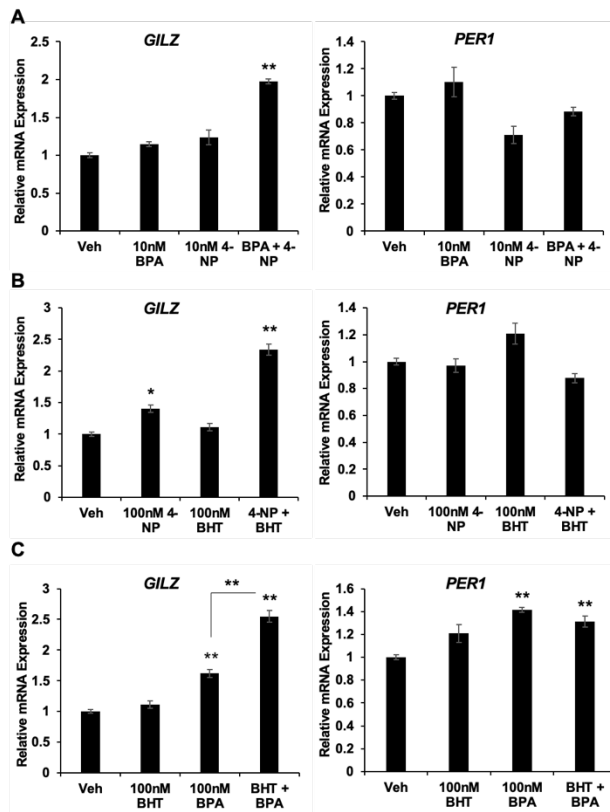 A
GILZ
Relative mRNA Expression
2.5
2
1.5
1
0.5
0
**
Veh
10nM
BPA
10nM 4-
NP
BPA + 4-
NP
PER1
Relative mRNA Expression
1.4
1.2
1
0.8
0.6
0.4
0.2
0
Veh
10nM
BPA
10nM 4-
NP
BPA + 4-
NP
B
GILZ
Relative mRNA Expression
3
2.5
2
1.5
1
0.5
0
*
**
Veh
100nM 4-
NP
100nM
BHT
4-NP +
BHT
PER1
Relative mRNA Expression
1.4
1.2
1
0.8
0.6
0.4
0.2
0
Veh
100nM 4-
NP
100nM
BHT
4-NP +
BHT
C
GILZ
Relative mRNA Expression
3
2.5
2
1.5
1
0.5
0
**
**
**
Veh
100nM
BHT
100nM
BPA
BHT +
BPA
PER1
Relative mRNA Expression
1.6
1.4
1.2
1
0.8
0.6
0.4
0.2
0
**
**
Veh
100nM
BHT
100nM
BPA
BHT +
BPA